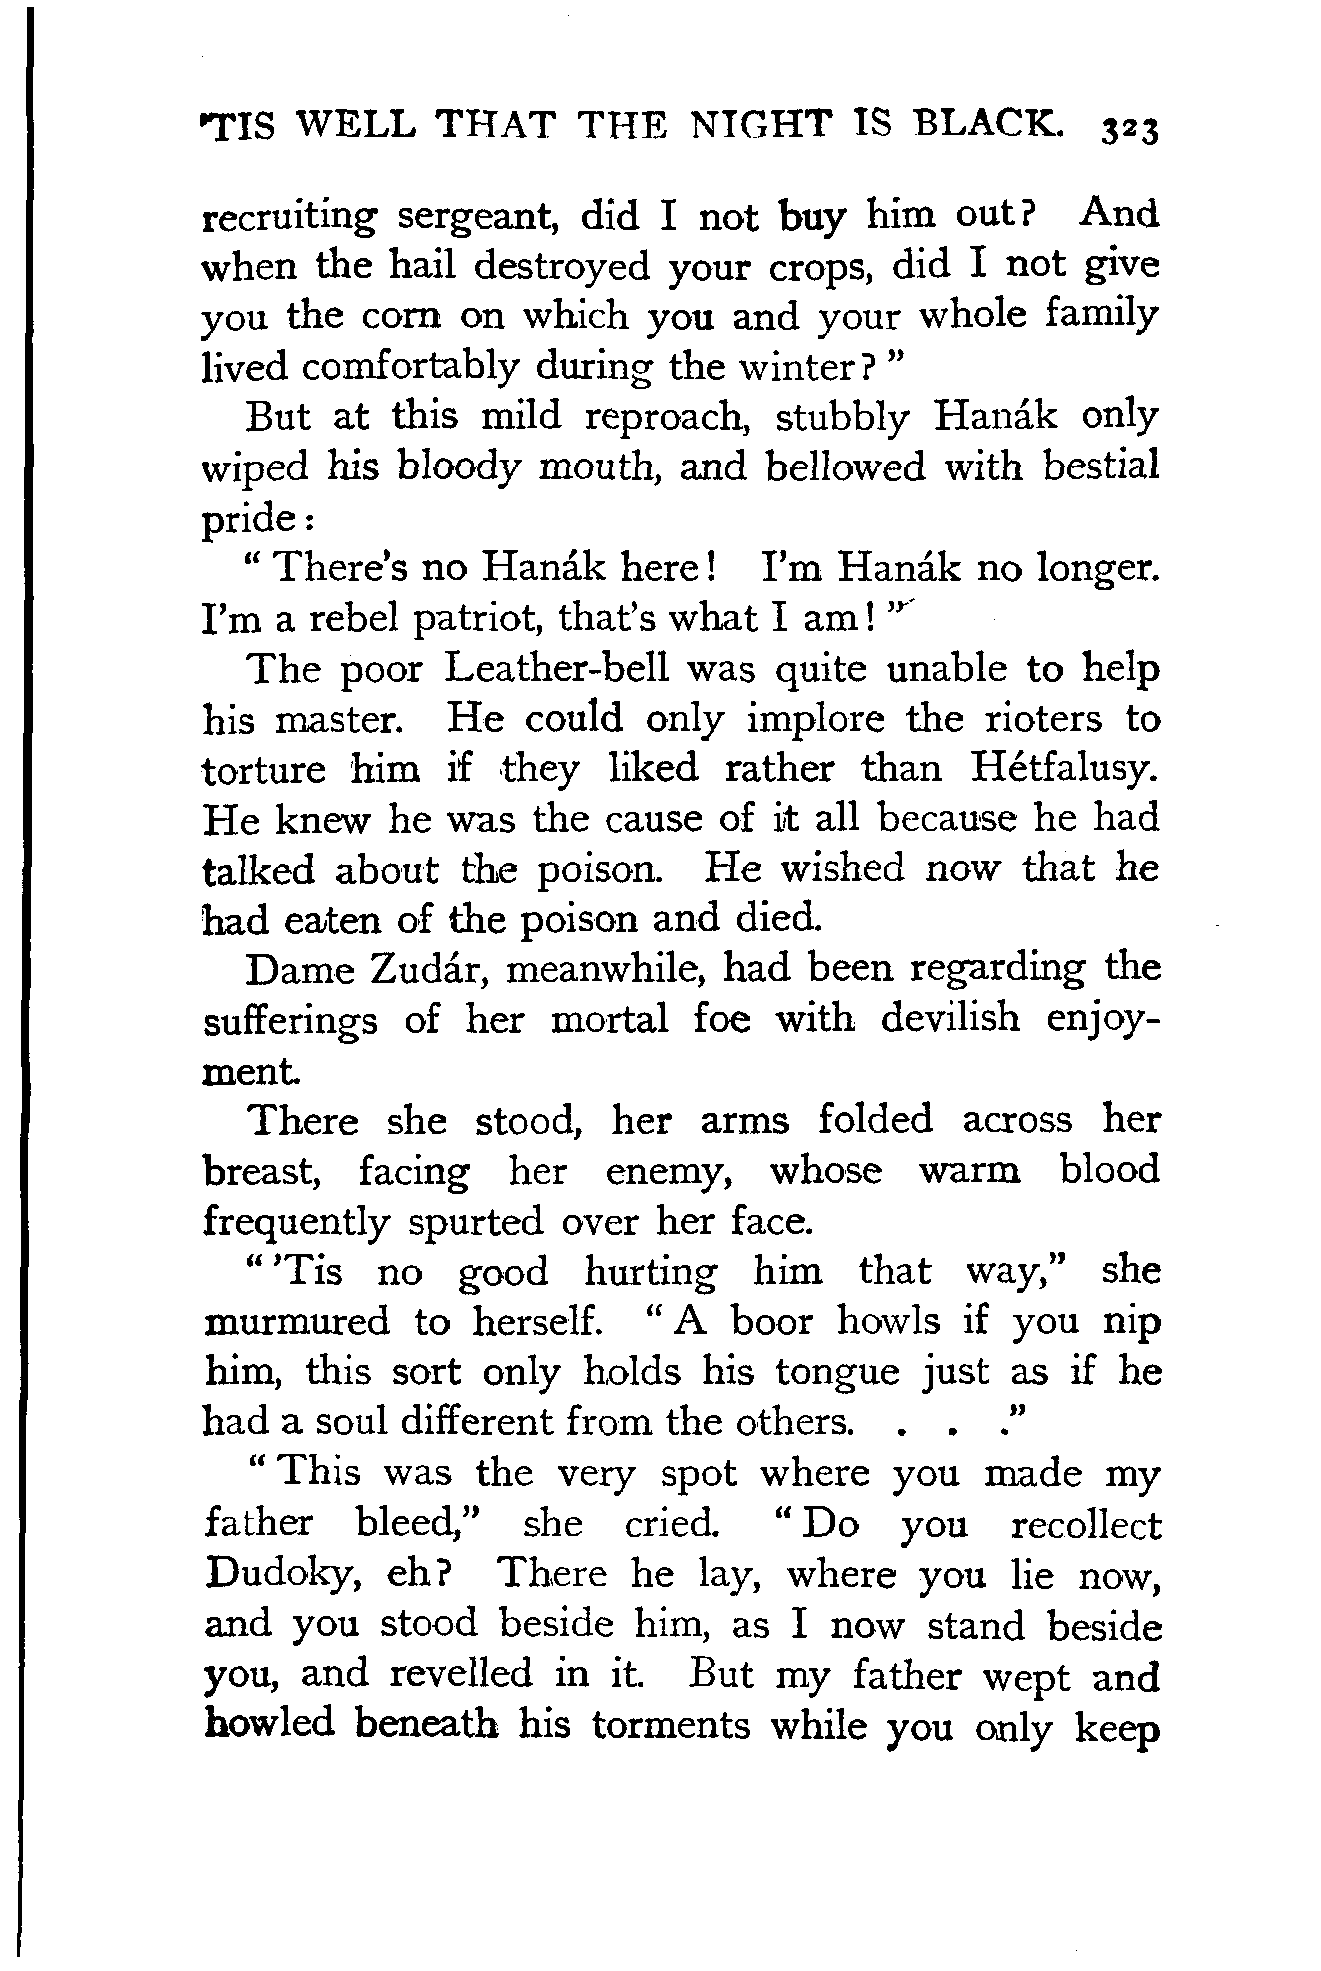 'TIS WELL THAT THE NIGHT IS BLACK. 323
recruiting sergeant, did I not buy him out? And
when the hail destroyed your crops, did I not give
you the corn on which you and your whole family
lived comfortably during the winter?"
But at this mild reproach, stubbly Hanák only
wiped his bloody mouth, and bellowed with bestial
pride:
"There's no Hanák here! I'm Hanák no longer.
I'm a rebel patriot, that's what I am!"
The poor Leather-bell was quite unable to help
his master. He could only implore the rioters to
torture him if they liked rather than Hétfalusy.
He knew he was the cause of it all because he had
talked about the poison. He wished now that he
had eaten of the poison and died.
Dame Zudár, meanwhile, had been regarding the
sufferings of her mortal foe with devilish enjoy-
ment.
There she stood, her arms folded across her
breast, facing her enemy, whose warm blood
frequently spurted over her face.
"'Tis no good hurting him that way," she
murmured to herself. "A boor howls if you nip
him, this sort only holds his tongue just as if he
had a soul different from the others. . . ."
"This was the very spot where you made my
father bleed," she cried. "Do you recollect
Dudoky, eh? There he lay, where you lie now,
and you stood beside him, as I now stand beside
you, and revelled in it. But my father wept and
howled beneath his torments while you only keep